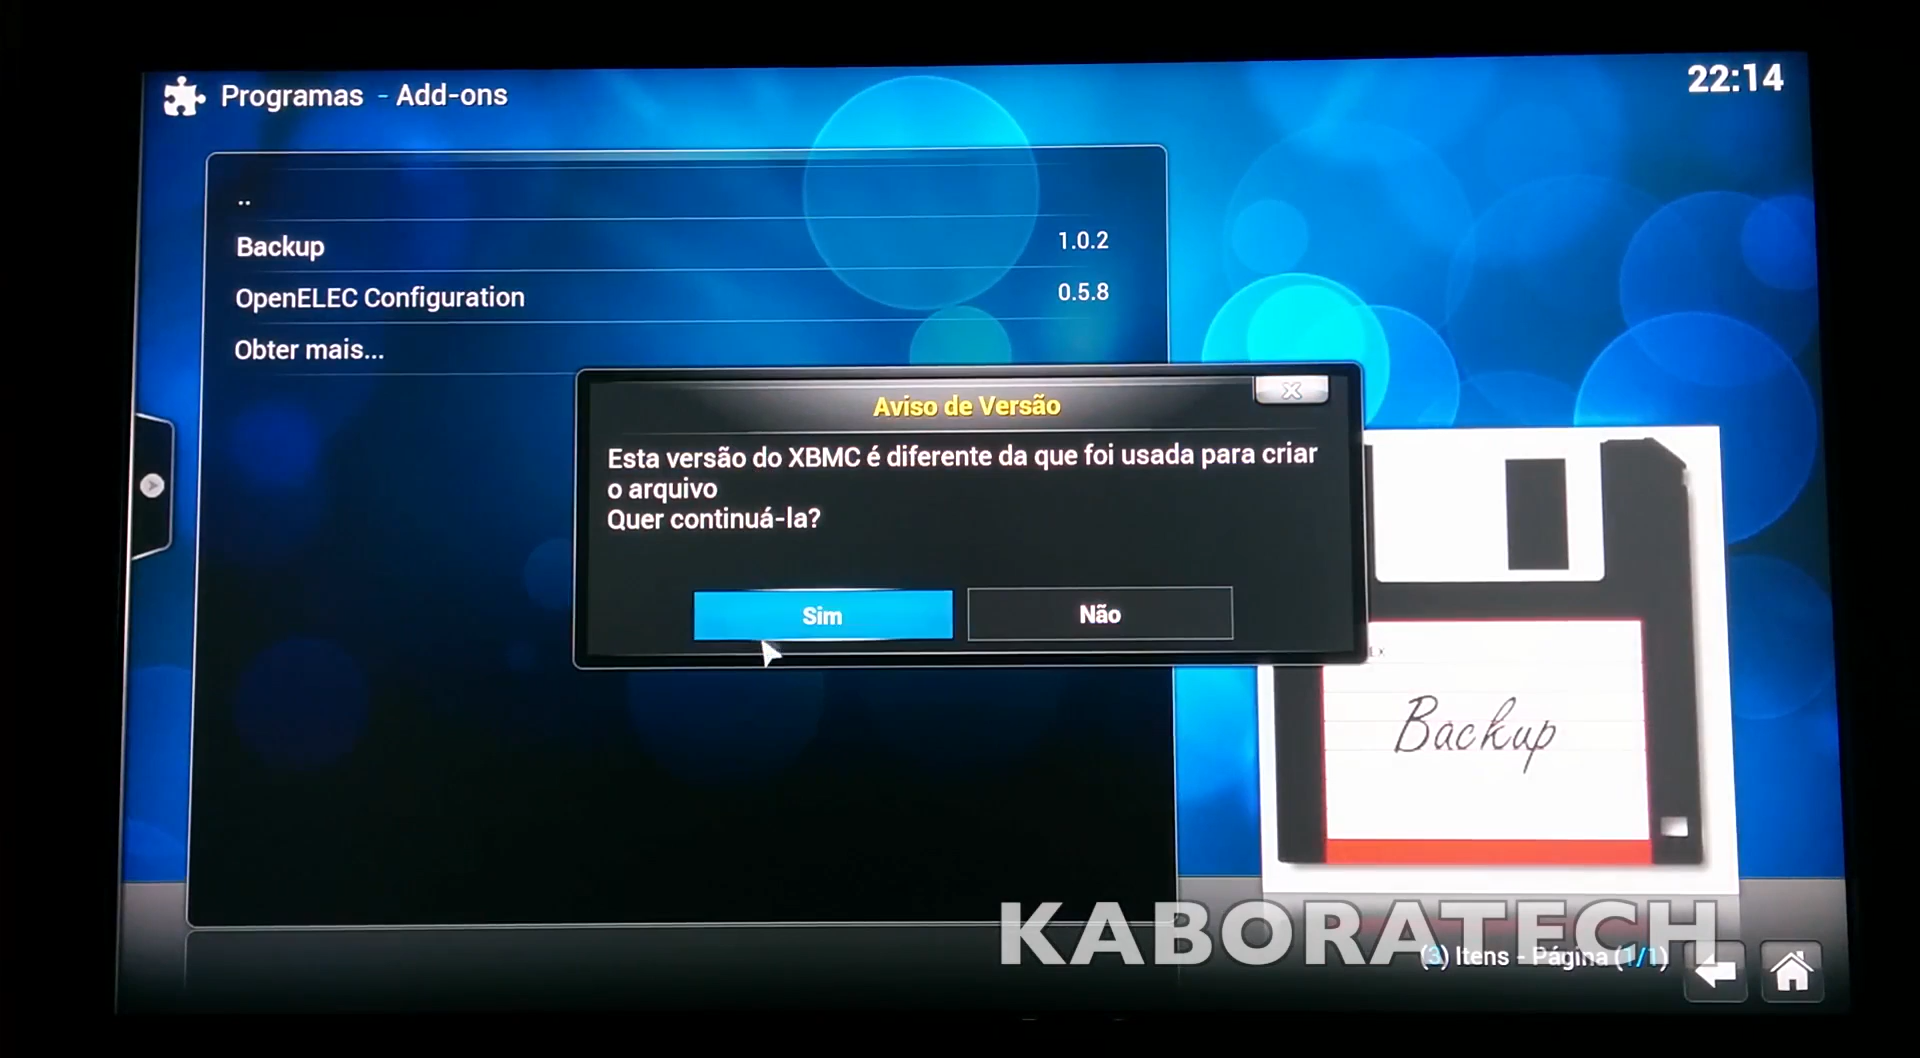 Programas - Add-ons
22:14
..
Backup
1.0.2
OpenELEC Configuration
0.5.8
Obter mais...
Aviso de Versão
Esta versão do XBMC é diferente da que foi usada para criar
o arquivo
Quer continuá-la?
Sim
Não
Backup
KABORATECH
(3) Itens - Página (1/1)